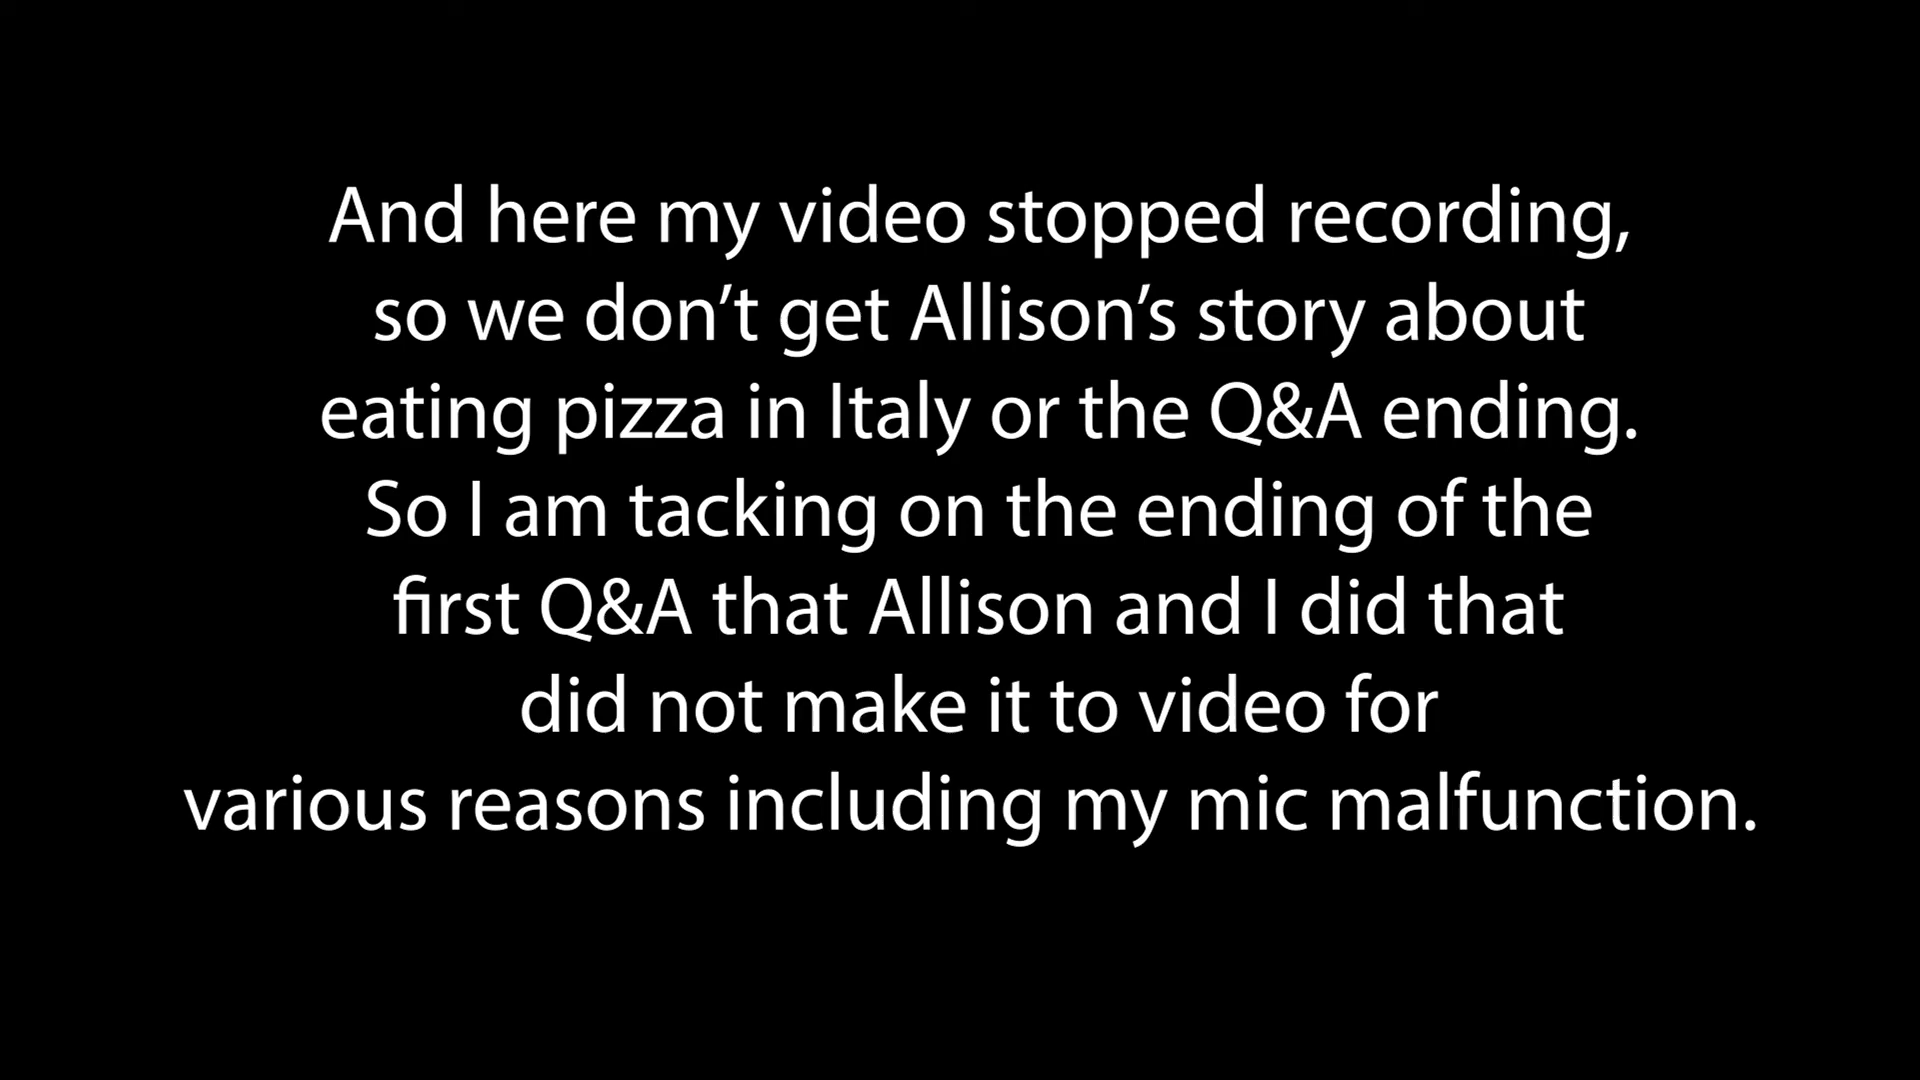 And here my video stopped recording,
so we don’t get Allison’s story about
eating pizza in Italy or the Q&A ending.
So I am tacking on the ending of the
first Q&A that Allison and I did that
did not make it to video for
various reasons including my mic malfunction.